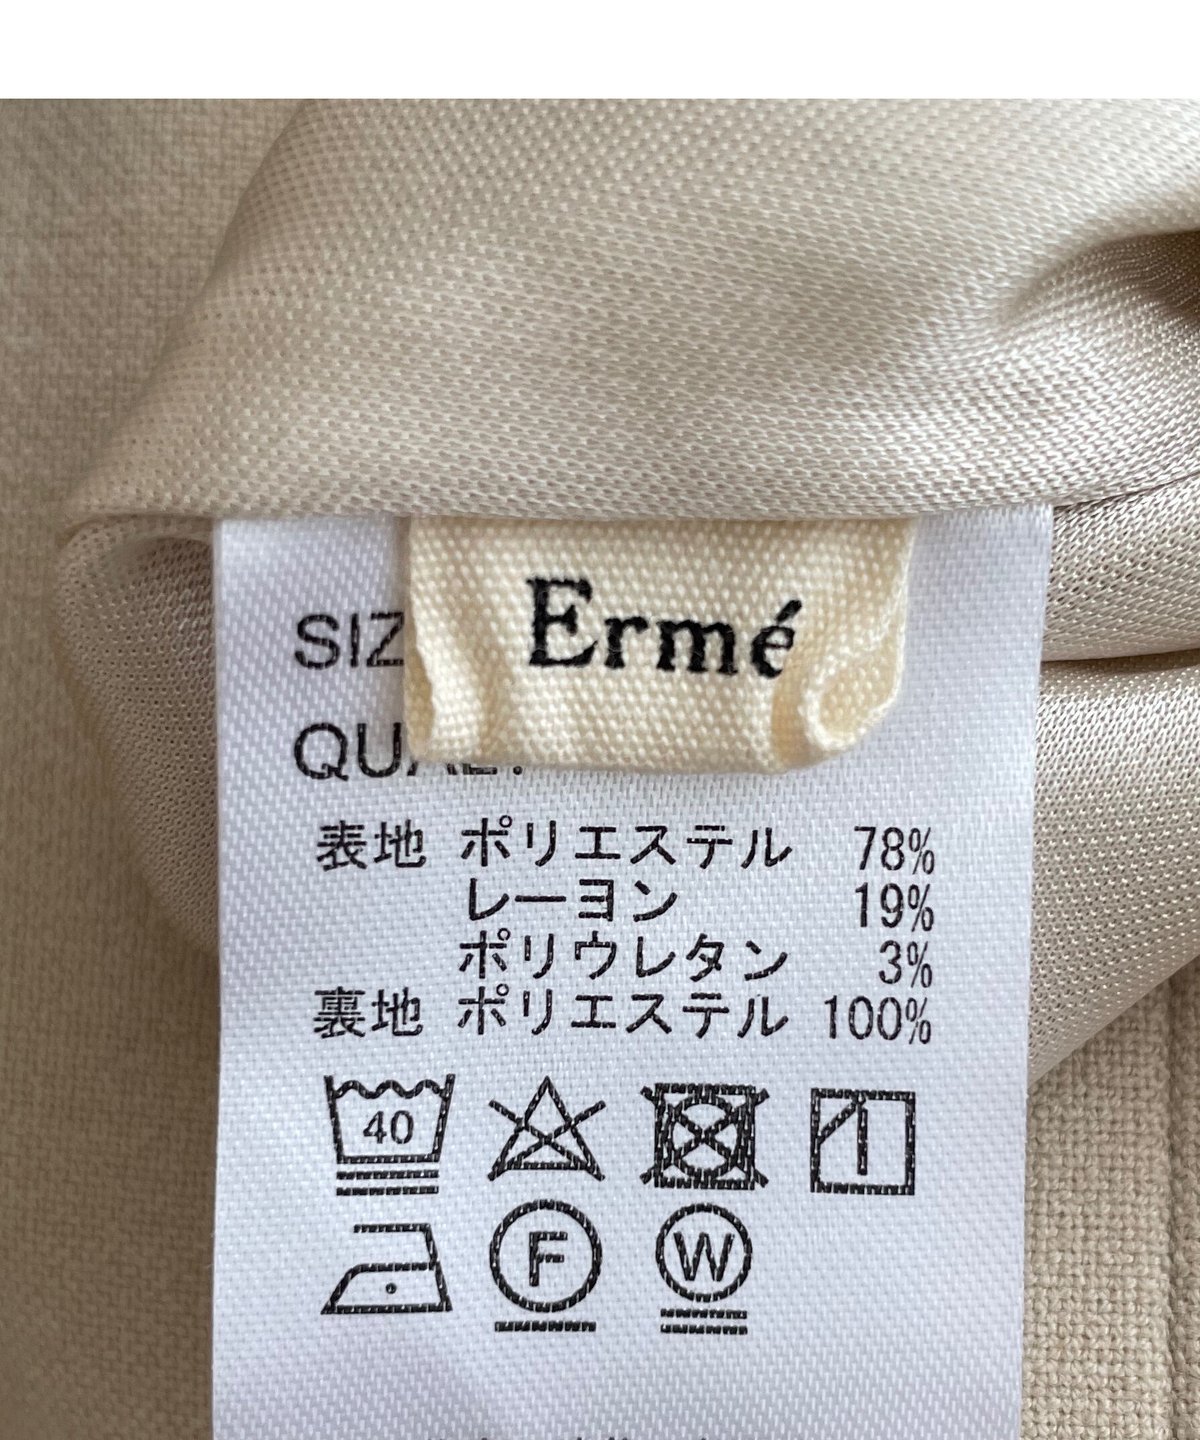 Ermé
SIZ
QUAL.
表地 ポリエステル 78%
レーヨン 19%
ポリウレタン 3%
裏地 ポリエステル 100%
40
F W